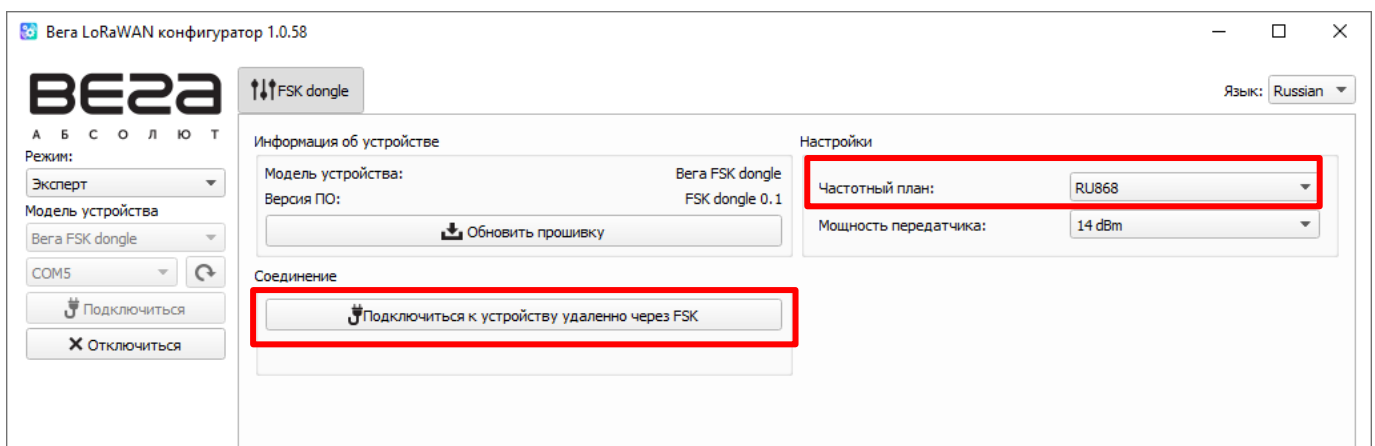 Вега LoRaWAN конфигуратор 1.0.58
ВЕГА
АБСОЛЮТ
Режим:
Эксперт
Модель устройства
Вега FSK dongle
COM5
Подключиться
Отключиться
FSK dongle
Язык: Russian
Информация об устройстве
Модель устройства: Вега FSK dongle
Версия ПО: FSK dongle 0.1
Обновить прошивку
Соединение
Подключиться к устройству удаленно через FSK
Настройки
Частотный план: RU868
Мощность передатчика: 14 dBm